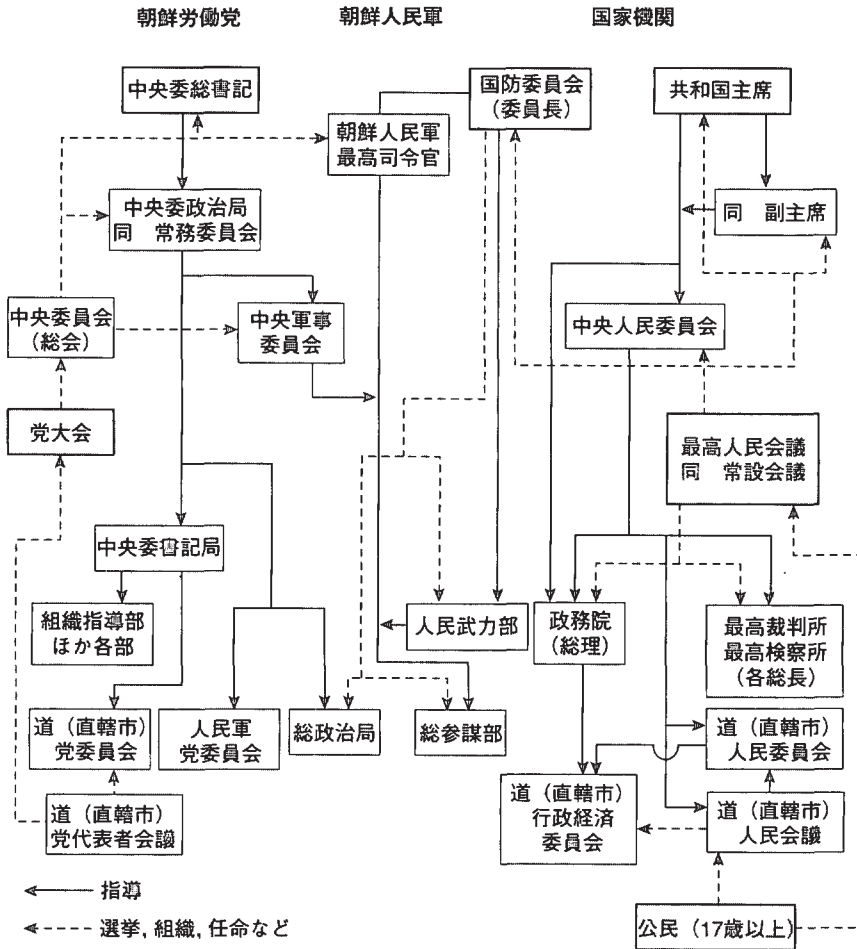 朝鮮労働党
朝鮮人民軍
国家機関
中央委総書記
国防委員会
(委員長)
共和国主席
朝鮮人民軍
最高司令官
中央委政治局
同 常務委員会
同 副主席
中央委員会
(総会)
中央軍事
委員会
中央人民委員会
党大会
最高人民会議
同 常設会議
中央委書記局
組織指導部
ほか各部
人民武力部
政務院
(総理)
最高裁判所
最高検察所
(各総長)
道(直轄市)
党委員会
人民軍
党委員会
総政治局
総参謀部
道(直轄市)
人民委員会
道(直轄市)
行政経済
委員会
道(直轄市)
人民会議
道(直轄市)
党代表者会議
指導
選挙,組織,任命など
公民(17歳以上)